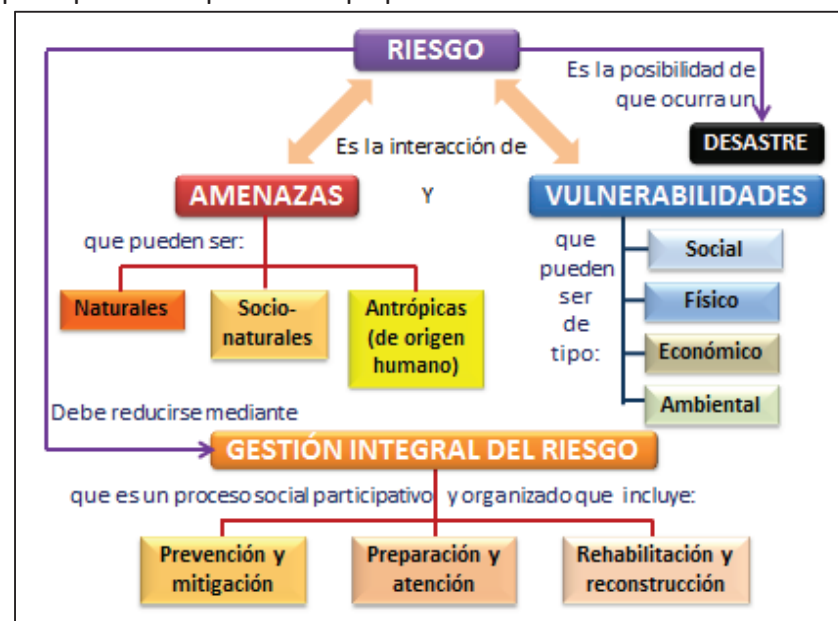 RIESGO
Es la posibilidad de
que ocurra un
DESASTRE
Es la interacción de
AMENAZAS
Y
VULNERABILIDADES
que pueden ser:
Naturales
Socio-
naturales
Antrópicas
(de origen
humano)
que
pueden
ser
de
tipo:
Social
Físico
Económico
Ambiental
Debe reducirse mediante
GESTIÓN INTEGRAL DEL RIESGO
que es un proceso social participativo y organizado que incluye:
Prevención y
mitigación
Preparación y
atención
Rehabilitación y
reconstrucción